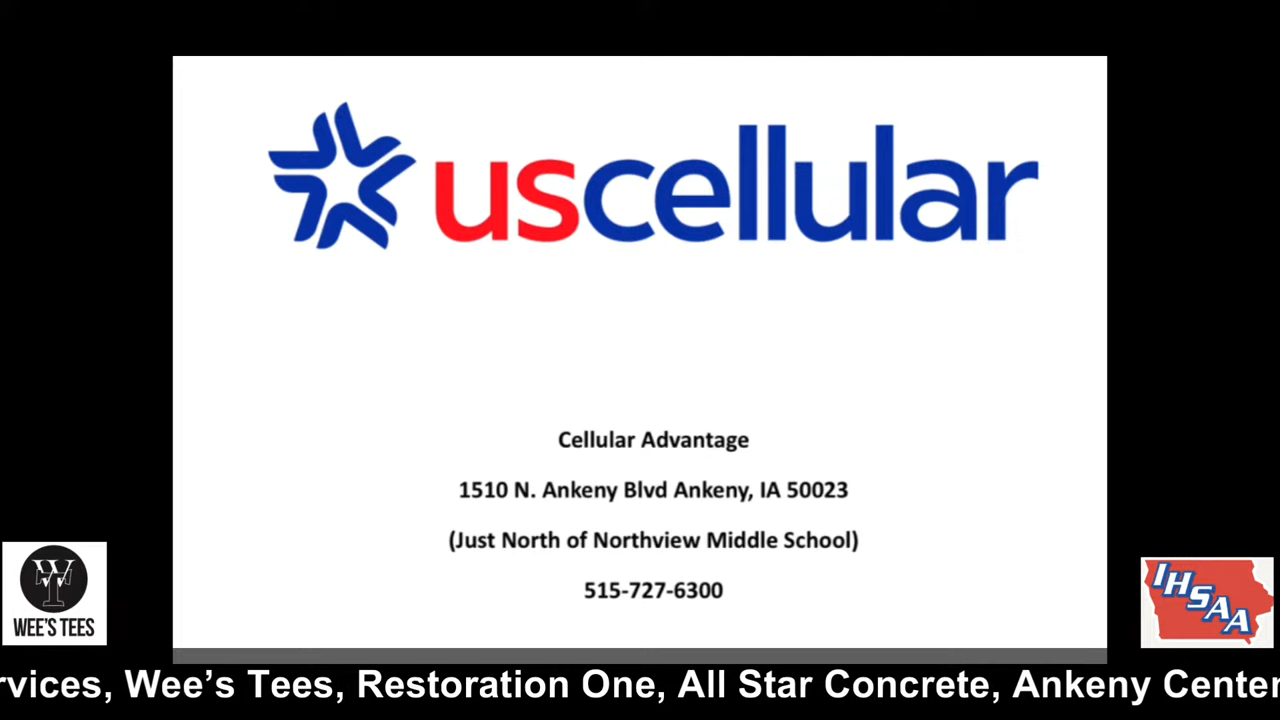 uscellular
Cellular Advantage
1510 N. Ankeny Blvd Ankeny, IA 50023
(Just North of Northview Middle School)
515-727-6300
WT
WEE'S TEES
IHSAA
rvices, Wee's Tees, Restoration One, All Star Concrete, Ankeny Center